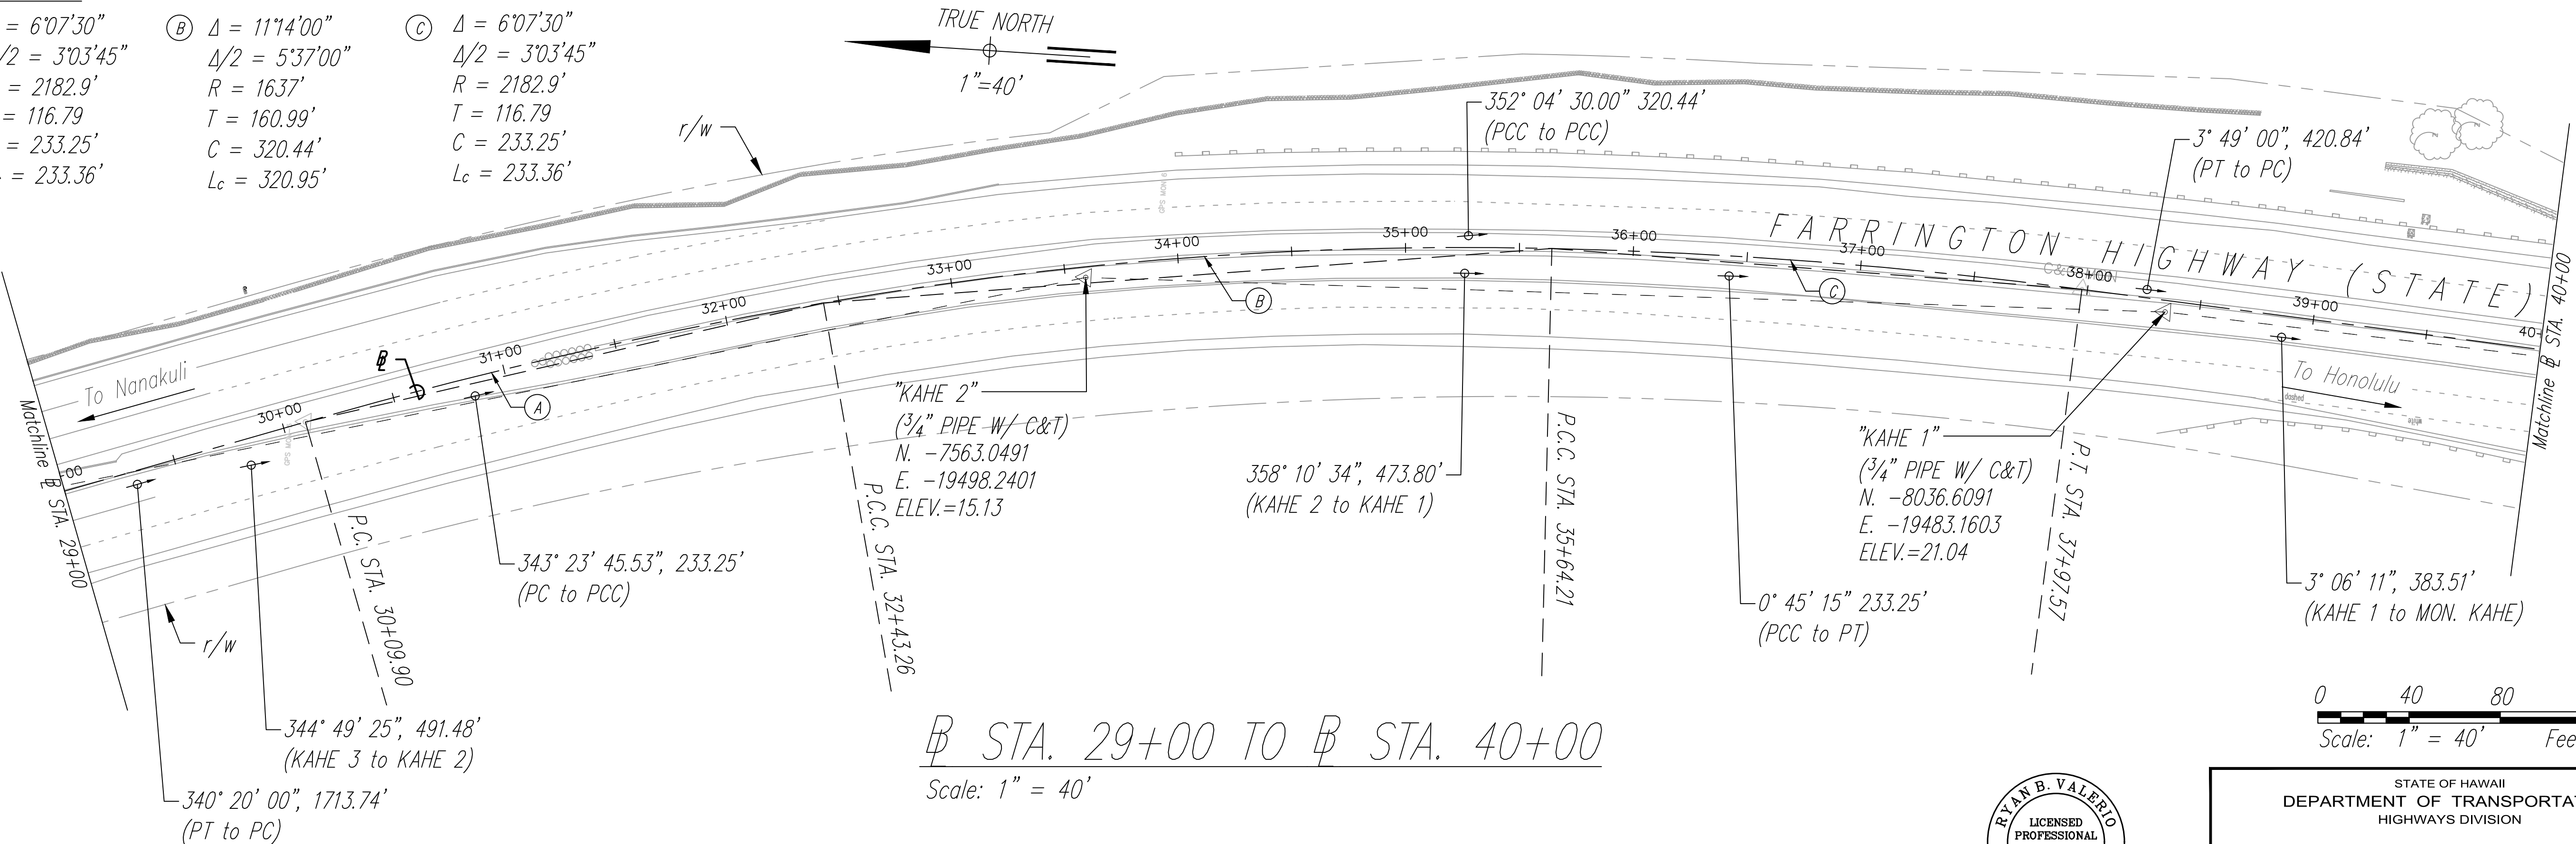 = 6°07'30"
/2 = 3°03'45"
= 2182.9'
= 116.79
= 233.25'
= 233.36'
B Δ = 11°14'00"
Δ/2 = 5°37'00"
R = 1637'
T = 160.99'
C = 320.44'
Lc = 320.95'
C Δ = 6°07'30"
Δ/2 = 3°03'45"
R = 2182.9'
T = 116.79
C = 233.25'
Lc = 233.36'
TRUE NORTH
1"=40'
r/w
352° 04' 30.00" 320.44'
(PCC to PCC)
3° 49' 00", 420.84'
(PT to PC)
FARRINGTON HIGHWAY (STATE)
To Nanakuli
30+00
31+00
32+00
33+00
34+00
35+00
36+00
37+00
38+00
39+00
40+
-00
A
B
C
Matchline ℄ STA. 29+00
Matchline ℄ STA. 40+00
To Honolulu
dashed
white
"KAHE 2"
(3/4" PIPE W/ C&T)
N. -7563.0491
E. -19498.2401
ELEV.=15.13
358° 10' 34", 473.80'
(KAHE 2 to KAHE 1)
"KAHE 1"
(3/4" PIPE W/ C&T)
N. -8036.6091
E. -19483.1603
ELEV.=21.04
P.C. STA. 30+09.90
P.C.C. STA. 32+43.26
P.C.C. STA. 35+64.21
P.T. STA. 37+97.57
343° 23' 45.53", 233.25'
(PC to PCC)
0° 45' 15" 233.25'
(PCC to PT)
3° 06' 11", 383.51'
(KAHE 1 to MON. KAHE)
r/w
344° 49' 25", 491.48'
(KAHE 3 to KAHE 2)
340° 20' 00", 1713.74'
(PT to PC)
BL STA. 29+00 TO BL STA. 40+00
Scale: 1" = 40'
0 40 80
Scale: 1" = 40' Fee
RYAN B. VALERIO
LICENSED
PROFESSIONAL
STATE OF HAWAII
DEPARTMENT OF TRANSPORTAT
HIGHWAYS DIVISION